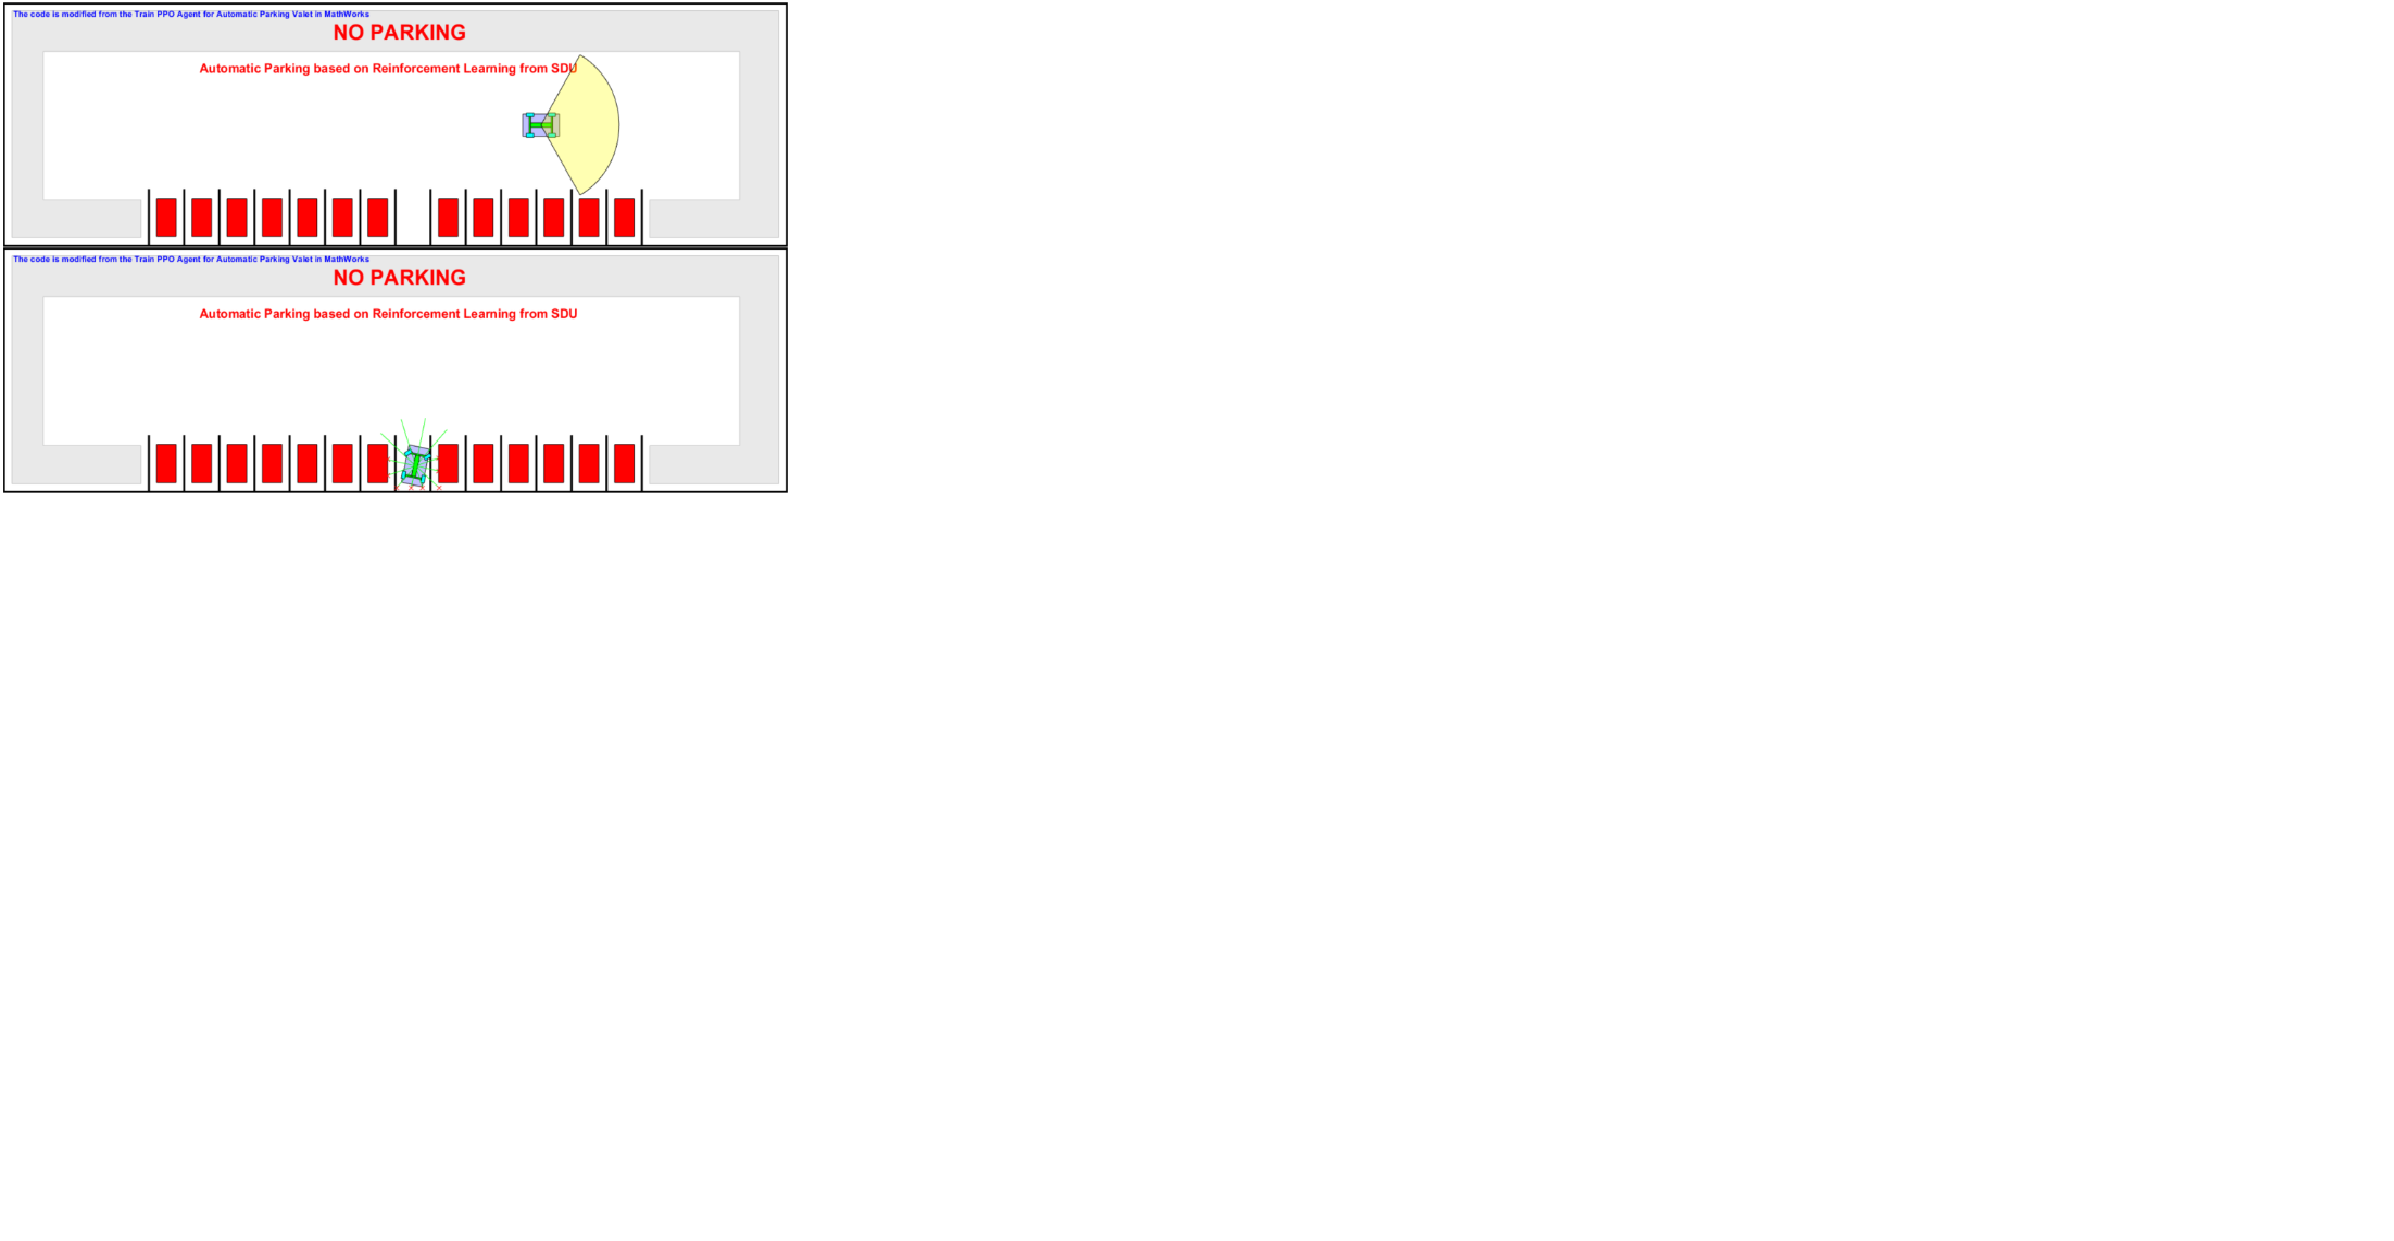 The code is modified from the Train PPO Agent for Automatic Parking Valet in MathWorks
NO PARKING
Automatic Parking based on Reinforcement Learning from SDU
The code is modified from the Train PPO Agent for Automatic Parking Valet in MathWorks
NO PARKING
Automatic Parking based on Reinforcement Learning from SDU